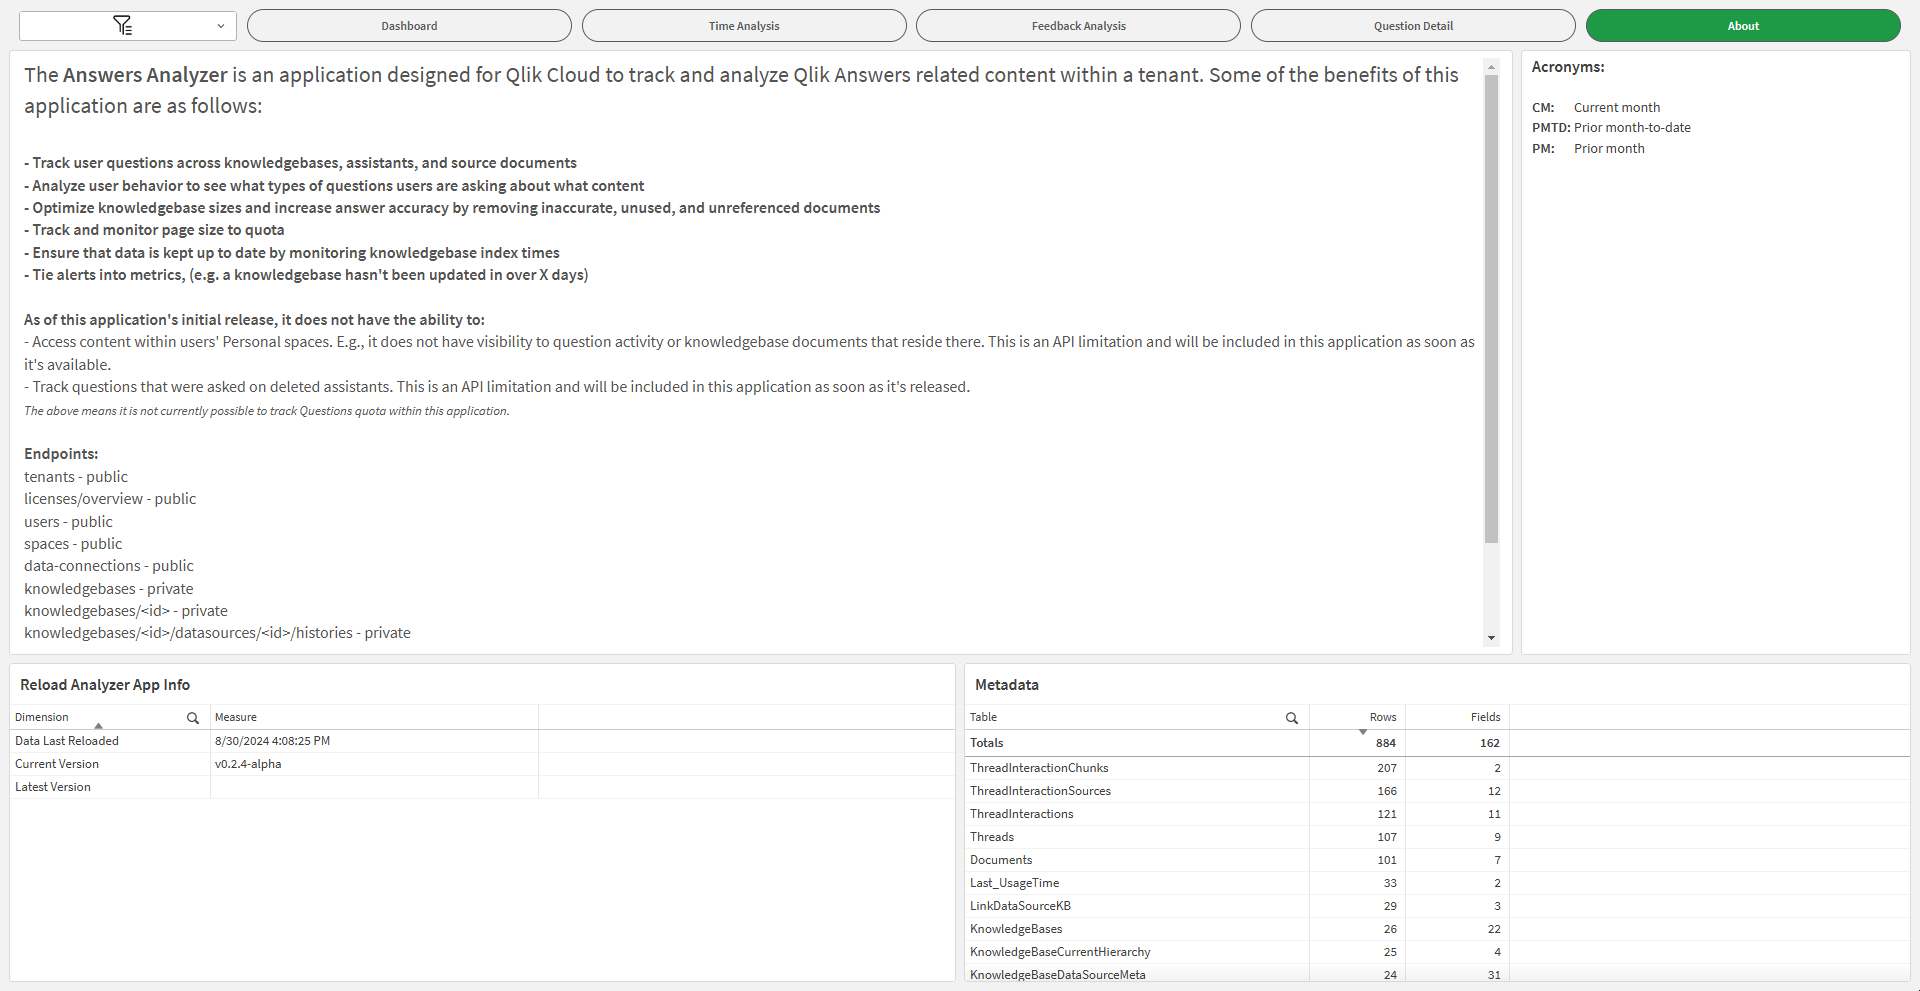 Dashboard
Time Analysis
Feedback Analysis
Question Detail
About
The Answers Analyzer is an application designed for Qlik Cloud to track and analyze Qlik Answers related content within a tenant. Some of the benefits of this
application are as follows:
- Track user questions across knowledgebases, assistants, and source documents
- Analyze user behavior to see what types of questions users are asking about what content
- Optimize knowledgebase sizes and increase answer accuracy by removing inaccurate, unused, and unreferenced documents
- Track and monitor page size to quota
- Ensure that data is kept up to date by monitoring knowledgebase index times
- Tie alerts into metrics, (e.g. a knowledgebase hasn't been updated in over X days)
As of this application's initial release, it does not have the ability to:
- Access content within users' Personal spaces. E.g., it does not have visibility to question activity or knowledgebase documents that reside there. This is an API limitation and will be included in this application as soon as
it's available.
- Track questions that were asked on deleted assistants. This is an API limitation and will be included in this application as soon as it's released.
The above means it is not currently possible to track Questions quota within this application.
Endpoints:
tenants - public
licenses/overview - public
users - public
spaces - public
data-connections - public
knowledgebases - private
knowledgebases/<id> - private
knowledgebases/<id>/datasources/<id>/histories - private
Acronyms:
CM: Current month
PMTD: Prior month-to-date
PM: Prior month
Reload Analyzer App Info
Dimension Measure
Data Last Reloaded 8/30/2024 4:08:25 PM
Current Version v0.2.4-alpha
Latest Version
Metadata
Table Rows Fields
Totals 884 162
ThreadInteractionChunks 207 2
ThreadInteractionSources 166 12
ThreadInteractions 121 11
Threads 107 9
Documents 101 7
Last_UsageTime 33 2
LinkDataSourceKB 29 3
KnowledgeBases 26 22
KnowledgeBaseCurrentHierarchy 25 4
KnowledgeBaseDataSourceMeta 24 31